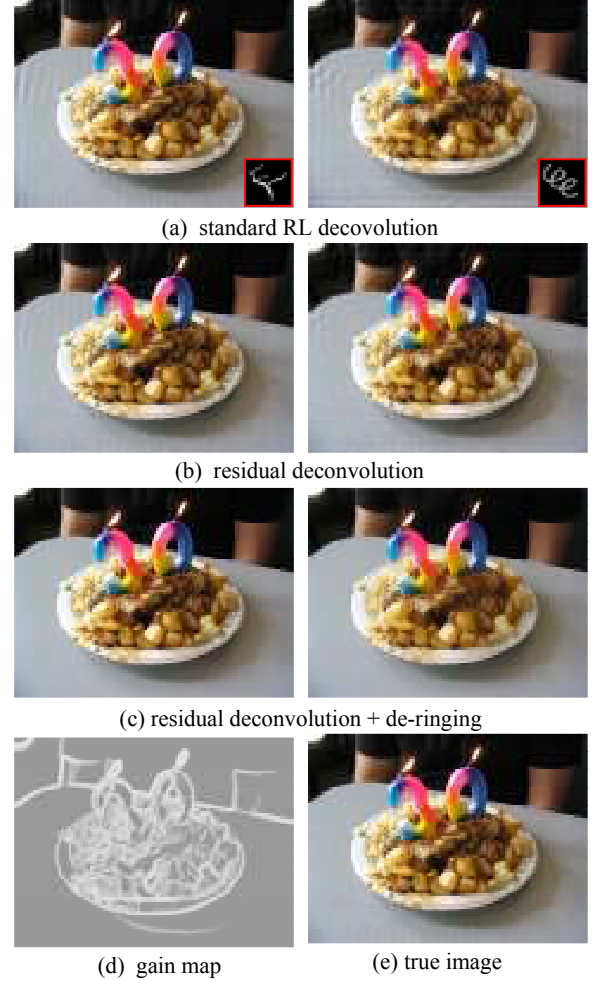 (a) standard RL decovolution
(b) residual deconvolution
(c) residual deconvolution + de-ringing
(d) gain map
(e) true image